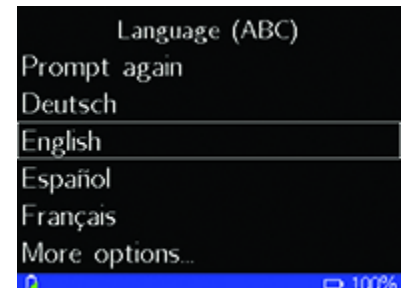 Language (ABC)
Prompt again
Deutsch
English
Español
Français
More options...
100%